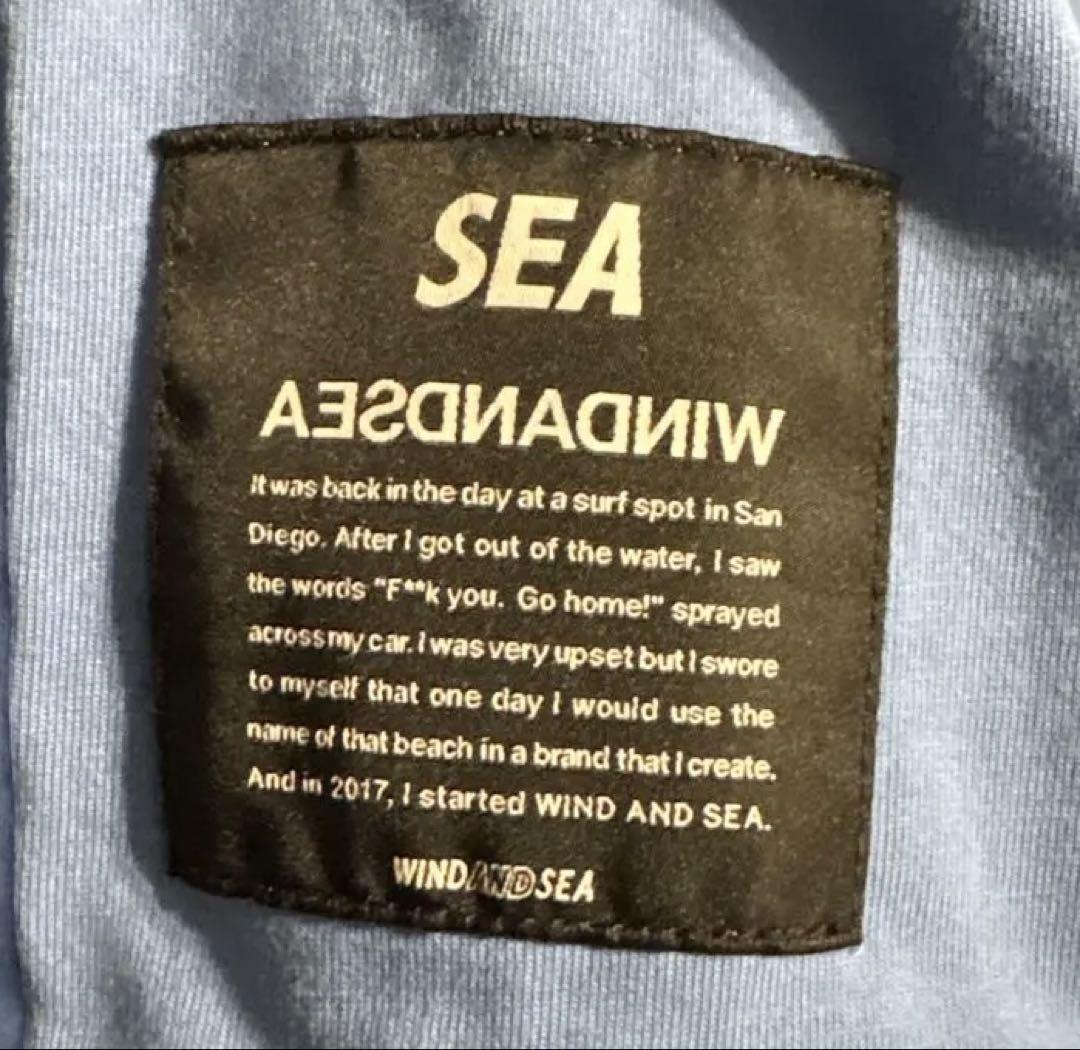 SEA
WINDANDSEA
It was back in the day at a surf spot in San
Diego. After I got out of the water, I saw
the words "F**k you. Go home!" sprayed
across my car. I was very upset but I swore
to myself that one day I would use the
name of that beach in a brand that I create.
And in 2017, I started WIND AND SEA.
WINDANDSEA